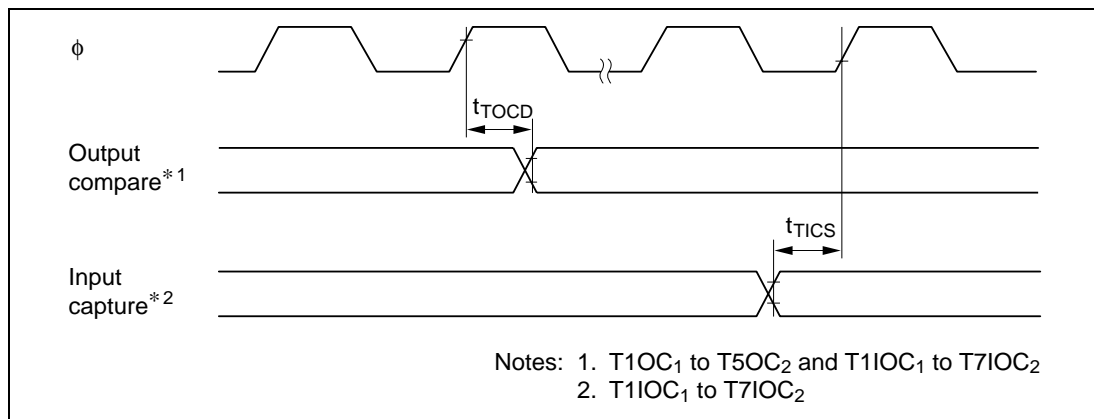 ϕ
tTOCD
Output
compare*1
tTICS
Input
capture*2
Notes: 1. T1OC1 to T5OC2 and T1IOC1 to T7IOC2
2. T1IOC1 to T7IOC2